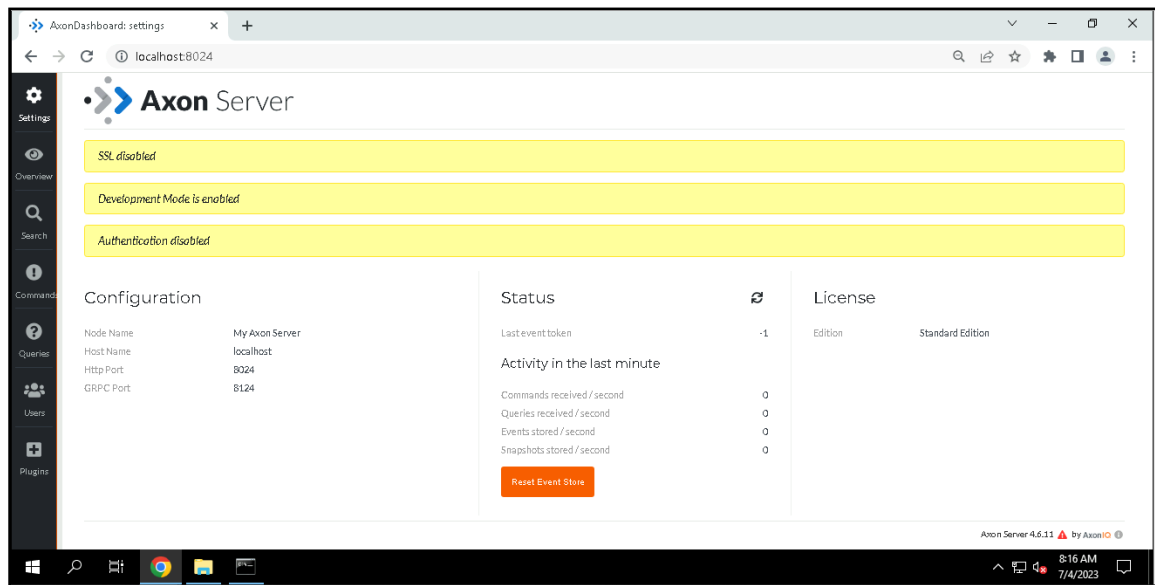 AxonDashboard: settings
localhost:8024
Settings
Overview
Search
Commands
Queries
Users
Plugins
Axon Server
SSL disabled
Development Mode is enabled
Authentication disabled
Configuration
Node Name My Axon Server
Host Name localhost
Http Port 8024
GRPC Port 8124
Status
Last event token -1
Activity in the last minute
Commands received / second 0
Queries received / second 0
Events stored / second 0
Snapshots stored / second 0
Reset Event Store
License
Edition Standard Edition
Axon Server 4.6.11 by AxonIQ
8:16 AM
7/4/2023